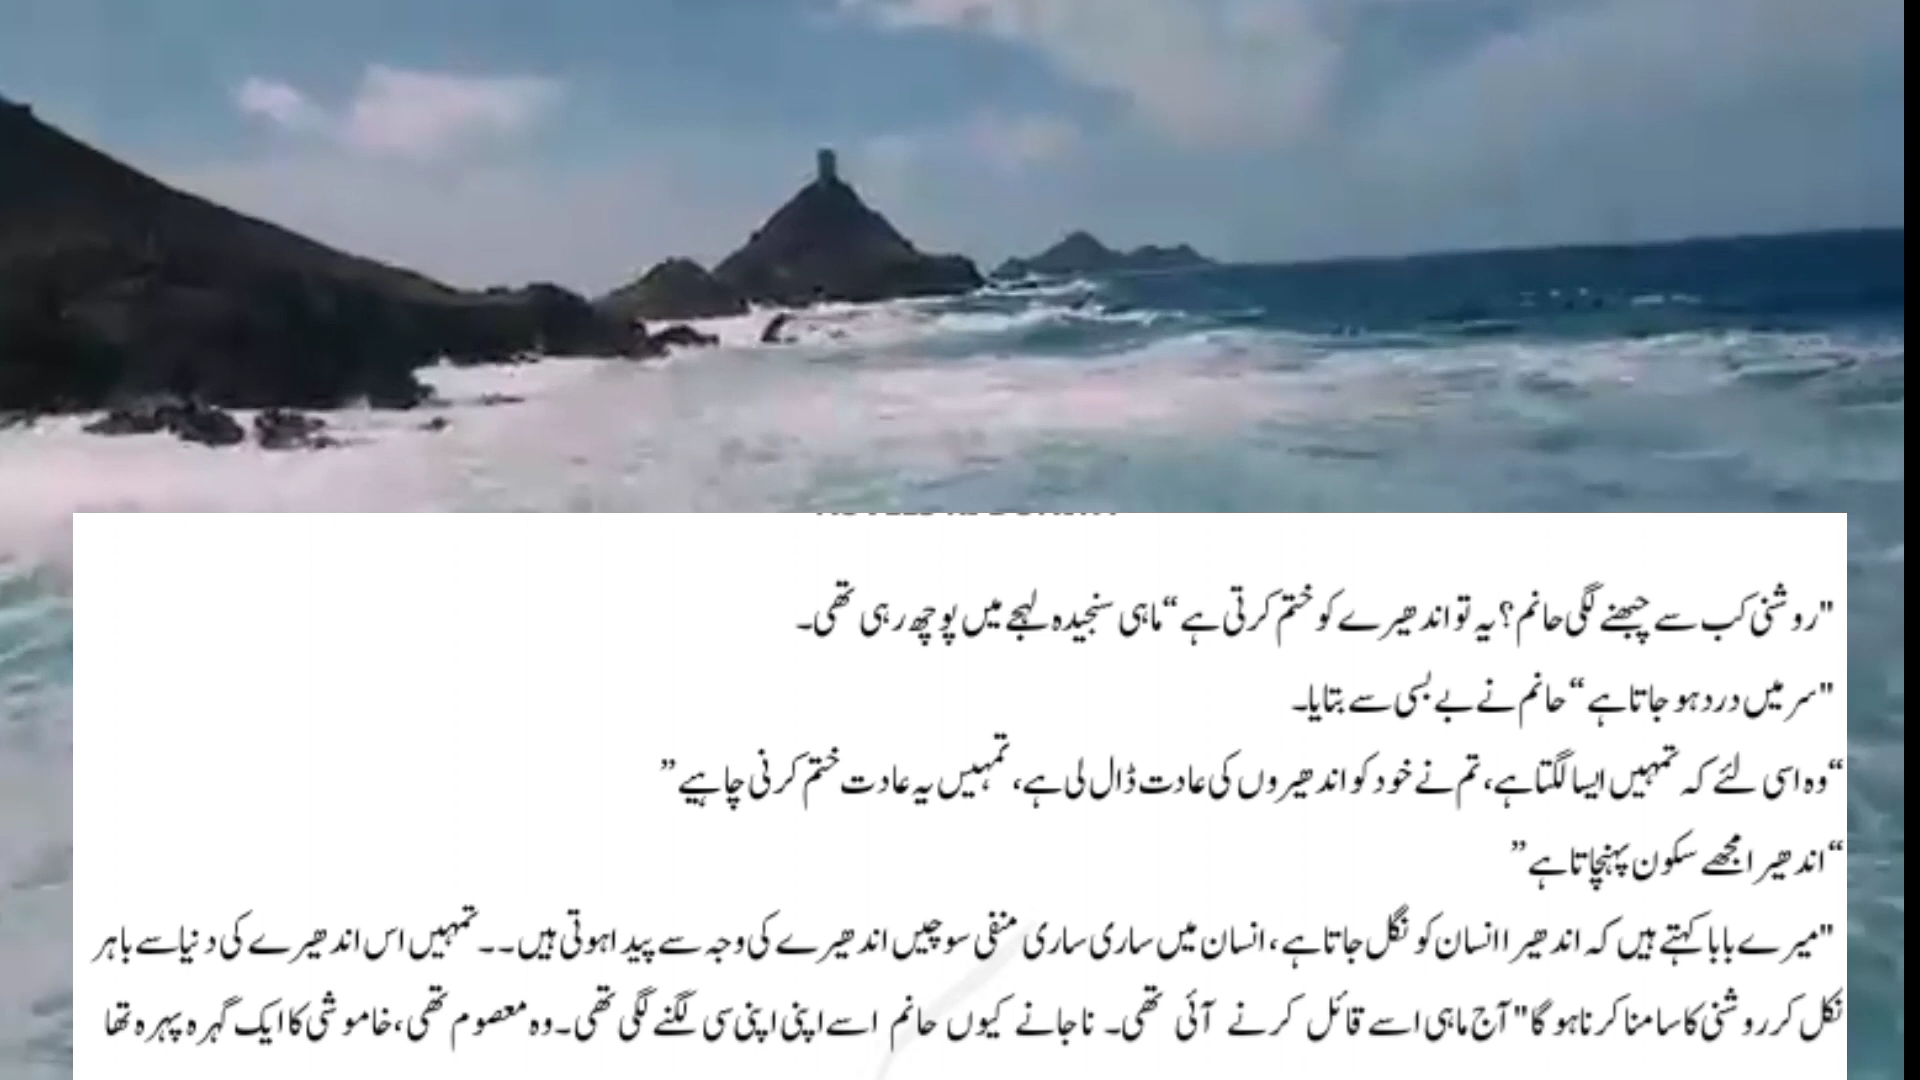 "روشنی کب سے چبھنے لگی حانم؟ یہ تو اندھیرے کو ختم کرتی ہے“ ماہی سنجیدہ لہجے میں پوچھ رہی تھی۔
"سر میں درد ہو جاتا ہے“ حانم نے بے بسی سے بتایا۔
“وہ اسی لئے کہ تمہیں ایسا لگتا ہے، تم نے خود کو اندھیروں کی عادت ڈال لی ہے، تمہیں یہ عادت ختم کرنی چاہیے”
“اندھیرا مجھے سکون پہنچاتا ہے”
"میرے بابا کہتے ہیں کہ اندھیرا انسان کو نگل جاتا ہے، انسان میں ساری ساری منفی سوچیں اندھیرے کی وجہ سے پیدا ہوتی ہیں۔۔ تمہیں اس اندھیرے کی دنیا سے باہر
نکل کر روشنی کا سامنا کرنا ہو گا" آج ماہی اسے قائل کرنے آئی تھی۔ ناجانے کیوں حانم اسے اپنی اپنی سی لگنے لگی تھی۔ وہ معصوم تھی، خاموشی کا ایک گہرہ پہرہ تھا